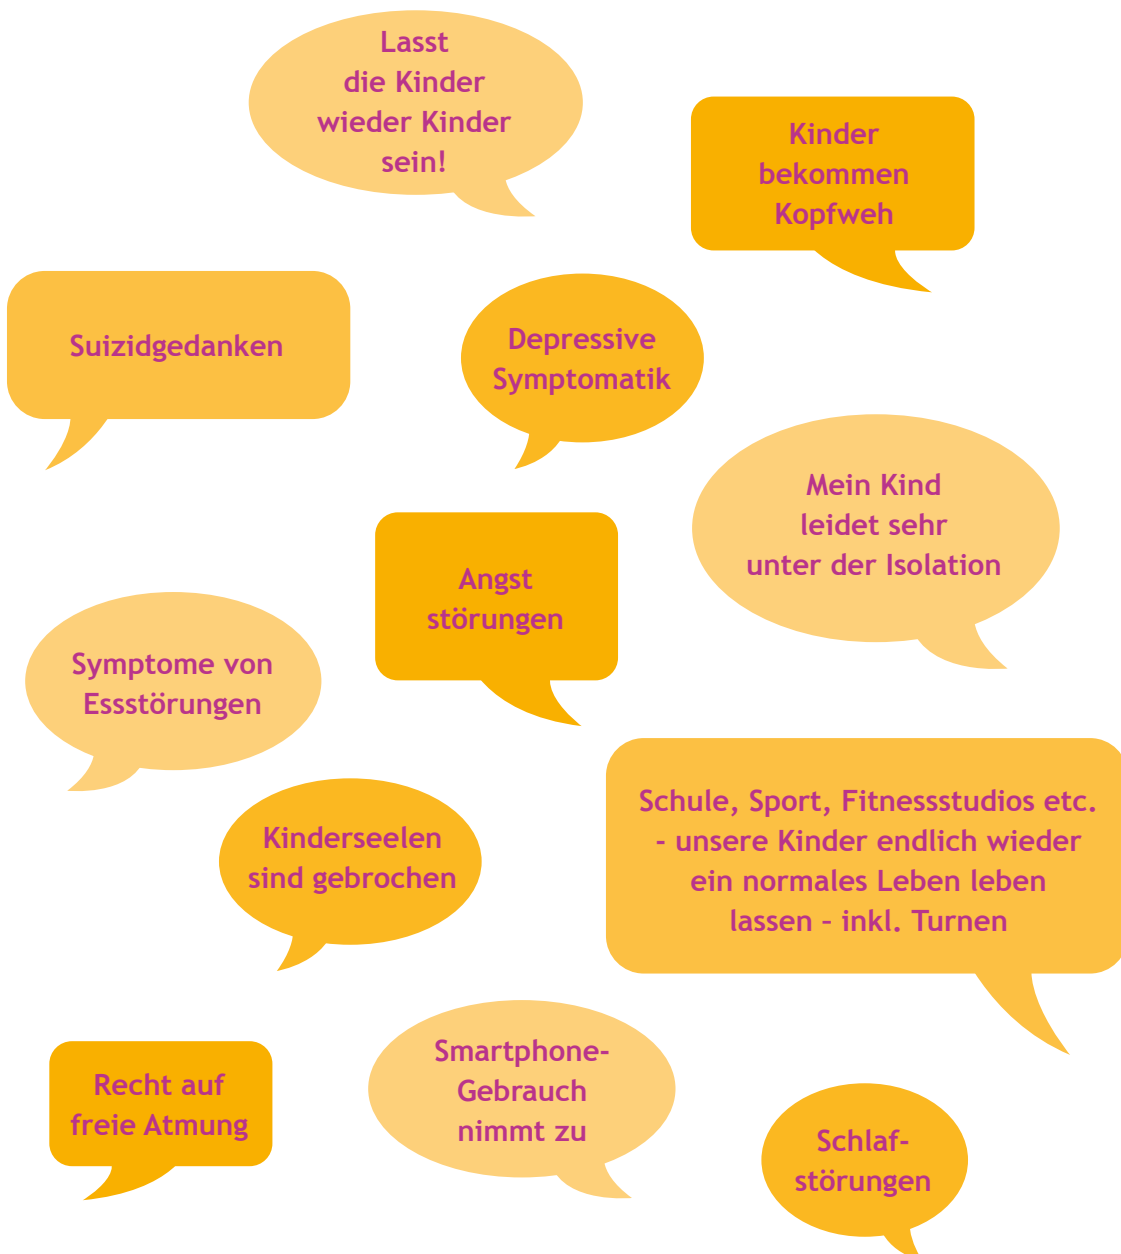 Lasst
die Kinder
wieder Kinder
sein!
Kinder
bekommen
Kopfweh
Suizidgedanken
Depressive
Symptomatik
Mein Kind
leidet sehr
unter der Isolation
Angst
störungen
Symptome von
Essstörungen
Schule, Sport, Fitnessstudios etc.
- unsere Kinder endlich wieder
ein normales Leben leben
lassen – inkl. Turnen
Kinderseelen
sind gebrochen
Smartphone-
Gebrauch
nimmt zu
Recht auf
freie Atmung
Schlaf-
störungen